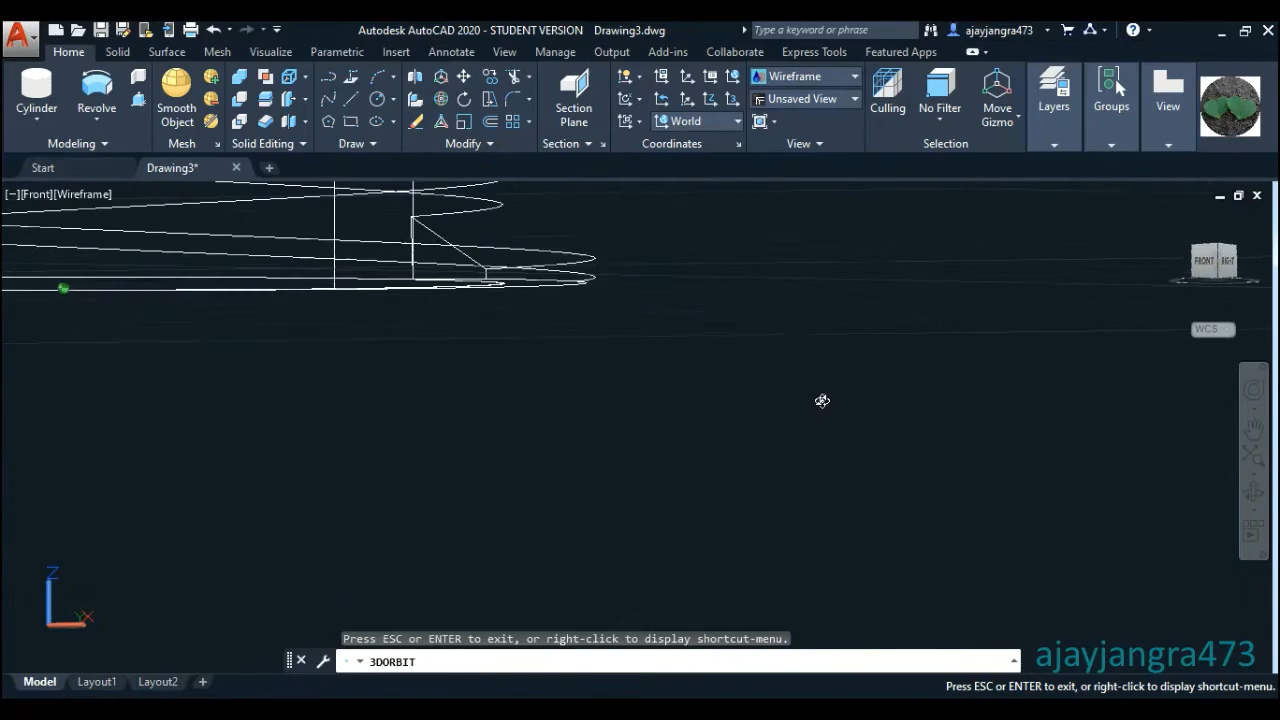 Autodesk AutoCAD 2020 - STUDENT VERSION Drawing3.dwg Type a keyword or phrase ajayjangra473
Home Solid Surface Mesh Visualize Parametric Insert Annotate View Manage Output Add-ins Collaborate Express Tools Featured Apps
Wireframe
Unsaved View
World
Cylinder Revolve Smooth Object Section Plane Culling No Filter Move Gizmo Layers Groups View
Modeling Mesh Solid Editing Draw Modify Section Coordinates View Selection
Start Drawing3* +
[−][Front][Wireframe]
FRONT RIGHT
WCS
Z
Y X
Press ESC or ENTER to exit, or right-click to display shortcut-menu.
3DORBIT
ajayjangra473
Model Layout1 Layout2 +
Press ESC or ENTER to exit, or right-click to display shortcut-menu.